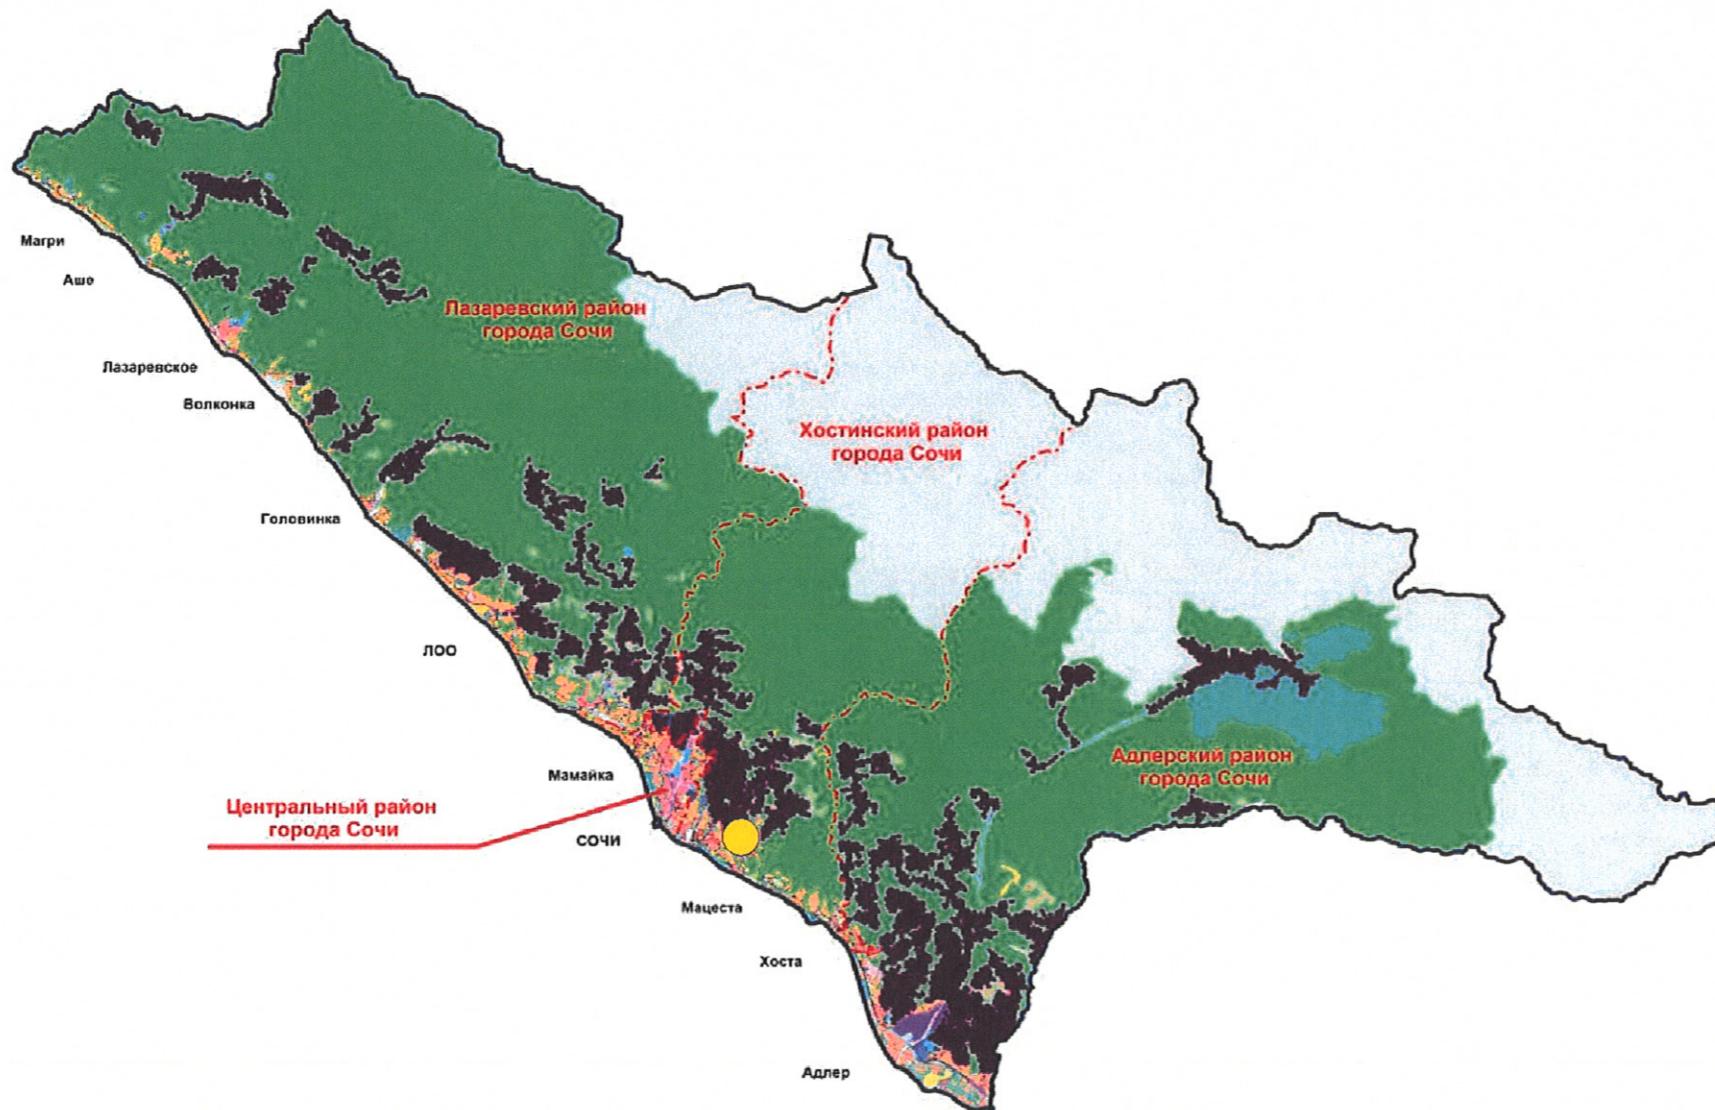 Магри
Аше
Лазаревский район
города Сочи
Лазаревское
Волконка
Хостинский район
города Сочи
Головинка
ЛОО
Адлерский район
города Сочи
Мамайка
Центральный район
города Сочи
СОЧИ
Мацеста
Хоста
Адлер